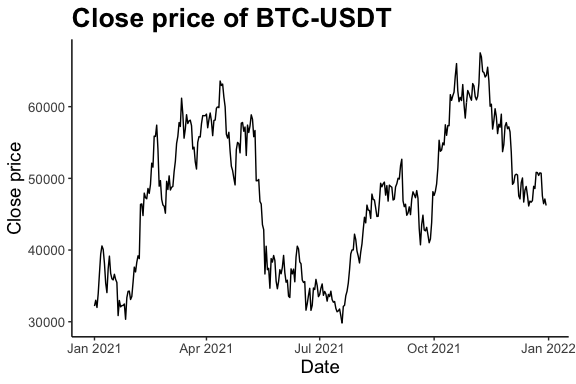 Close price of BTC-USDT
Close price
60000
50000
40000
30000
Jan 2021 Apr 2021 Jul 2021 Oct 2021 Jan 2022
Date